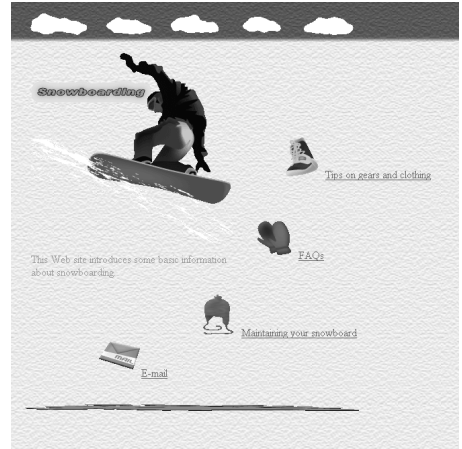 Snowboarding
Tips on gears and clothing
FAQs
This Web site introduces some basic information
about snowboarding.
Maintaining your snowboard
E-mail